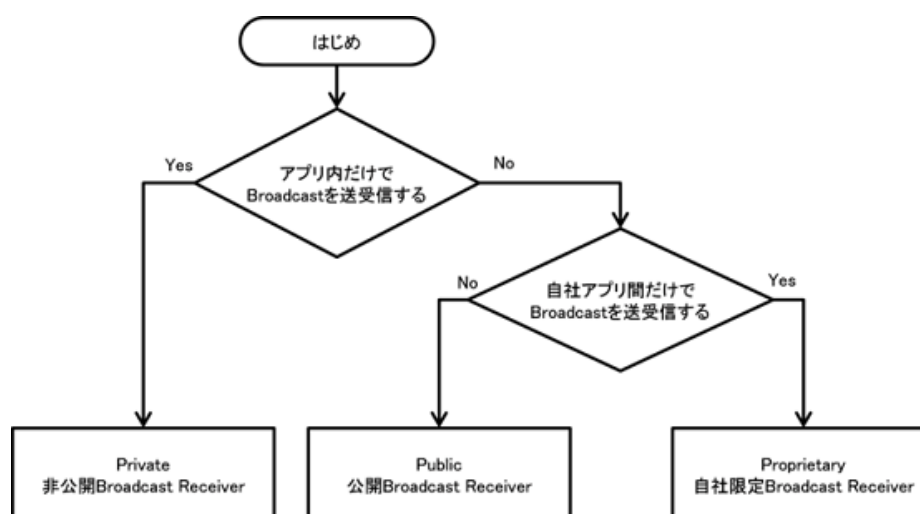 はじめ
アプリ内だけで
Broadcastを送受信する
Yes
No
自社アプリ間だけで
Broadcastを送受信する
No
Yes
Private
非公開Broadcast Receiver
Public
公開Broadcast Receiver
Proprietary
自社限定Broadcast Receiver